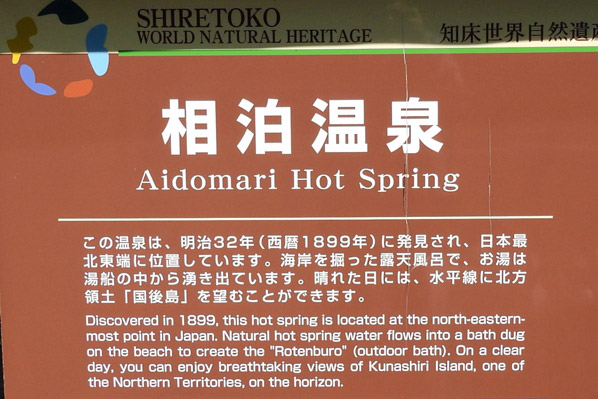 SHIRETOKO
WORLD NATURAL HERITAGE
知床世界自然遺産
相泊温泉
Aidomari Hot Spring
この温泉は、明治32年(西暦1899年)に発見され、日本最
北東端に位置しています。海岸を掘った露天風呂で、お湯は
湯船の中から湧き出ています。晴れた日には、水平線に北方
領土「国後島」を望むことができます。
Discovered in 1899, this hot spring is located at the north-eastern-
most point in Japan. Natural hot spring water flows into a bath dug
on the beach to create the "Rotenburo" (outdoor bath). On a clear
day, you can enjoy breathtaking views of Kunashiri Island, one of
the Northern Territories, on the horizon.